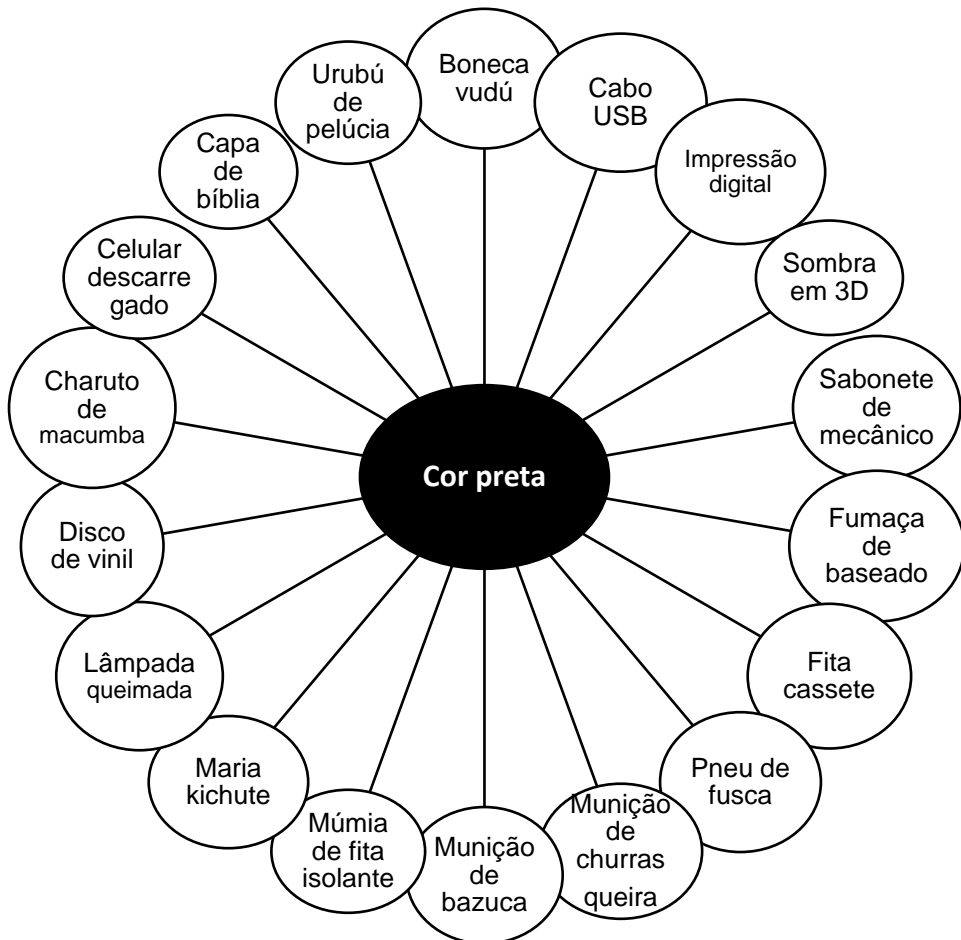 Boneca
vudú
Cabo
USB
Impressão
digital
Sombra
em 3D
Sabonete
de
mecânico
Fumaça
de
baseado
Fita
cassete
Pneu de
fusca
Munição
de
churras
queira
Munição
de
bazuca
Múmia
de fita
isolante
Maria
kichute
Lâmpada
queimada
Disco
de vinil
Charuto
de
macumba
Celular
descarre
gado
Capa
de
bíblia
Urubú
de
pelúcia
Cor preta